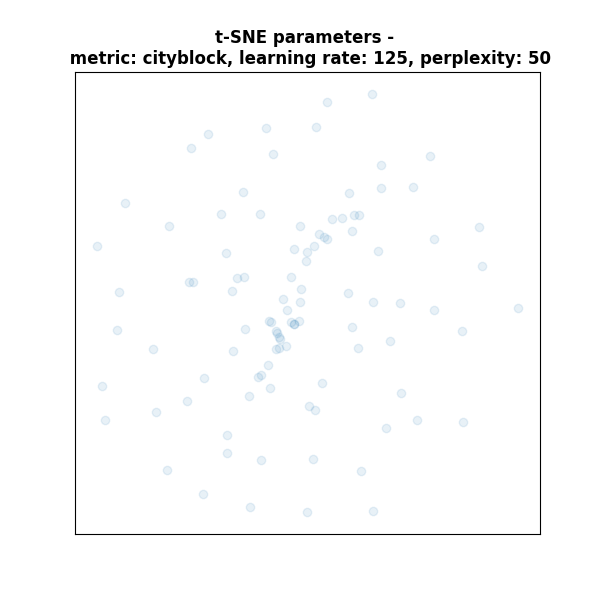 t-SNE parameters -
metric: cityblock, learning rate: 125, perplexity: 50